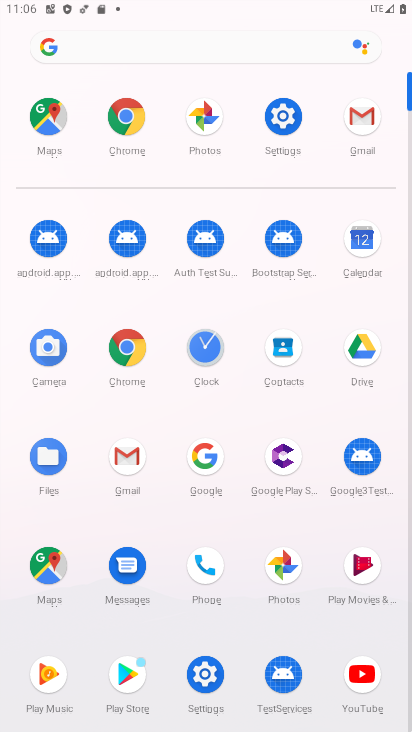 11:06 LTE
Maps Chrome Photos Settings Gmail
android.app.... android.app.... Auth Test Su... Bootstrap Ser... Calendar
12
Camera Chrome Clock Contacts Drive
Files Gmail Google Google Play S... Google3Test...
Maps Messages Phone Photos Play Movies & ...
Play Music Play Store Settings TestServices YouTube